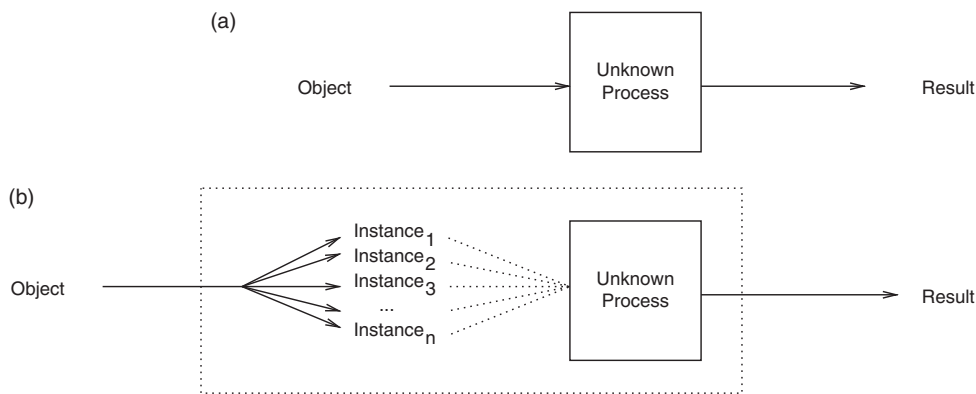 (a)
Object
Unknown
Process
Result
(b)
Object
Instance1
Instance2
Instance3
...
Instancen
Unknown
Process
Result